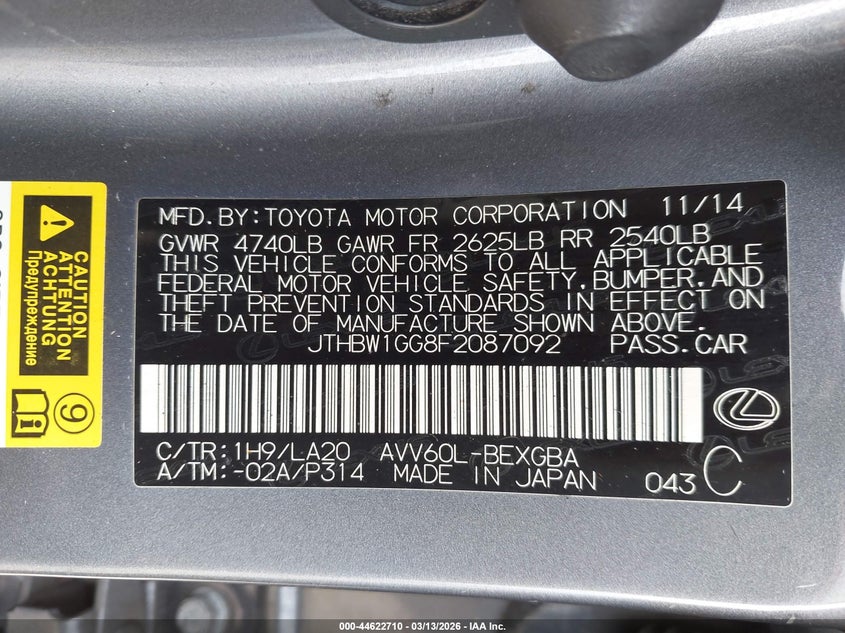 MFD.BY:TOYOTA MOTOR CORPORATION 11/14
GVWR 4740LB GAWR FR 2625LB RR 2540LB
THIS VEHICLE CONFORMS TO ALL APPLICABLE
FEDERAL MOTOR VEHICLE SAFETY,BUMPER,AND
THEFT PREVENTION STANDARDS IN EFFECT ON
THE DATE OF MANUFACTURE SHOWN ABOVE.
JTHBW1GG8F2087092 PASS.CAR
C/TR:1H9/LA20 AVV60L-BEXGBA
A/TM:-02A/P314 MADE IN JAPAN 043 C
CAUTION
ATTENTION
ACHTUNG
Предупреждение
9
000-44622710 - 03/13/2026 - IAA Inc.